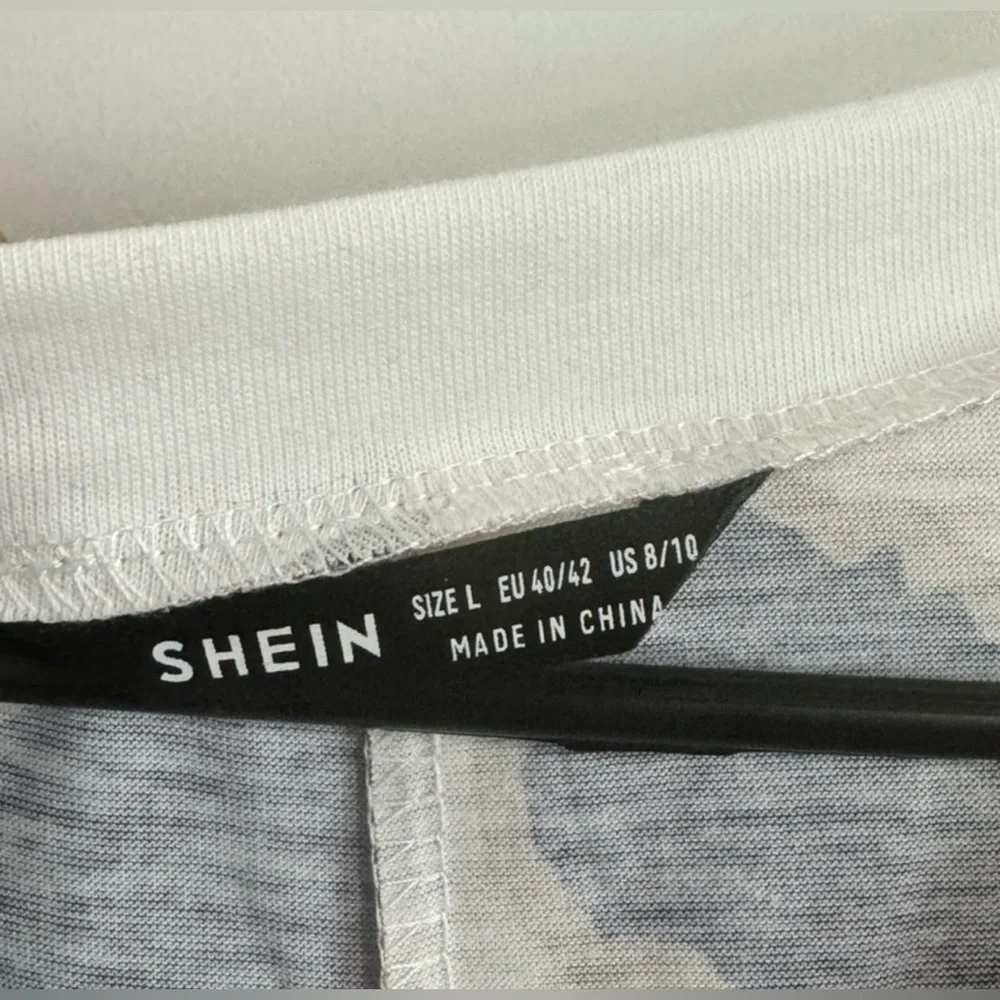 SHEIN
SIZE L EU 40/42 US 8/10
MADE IN CHINA